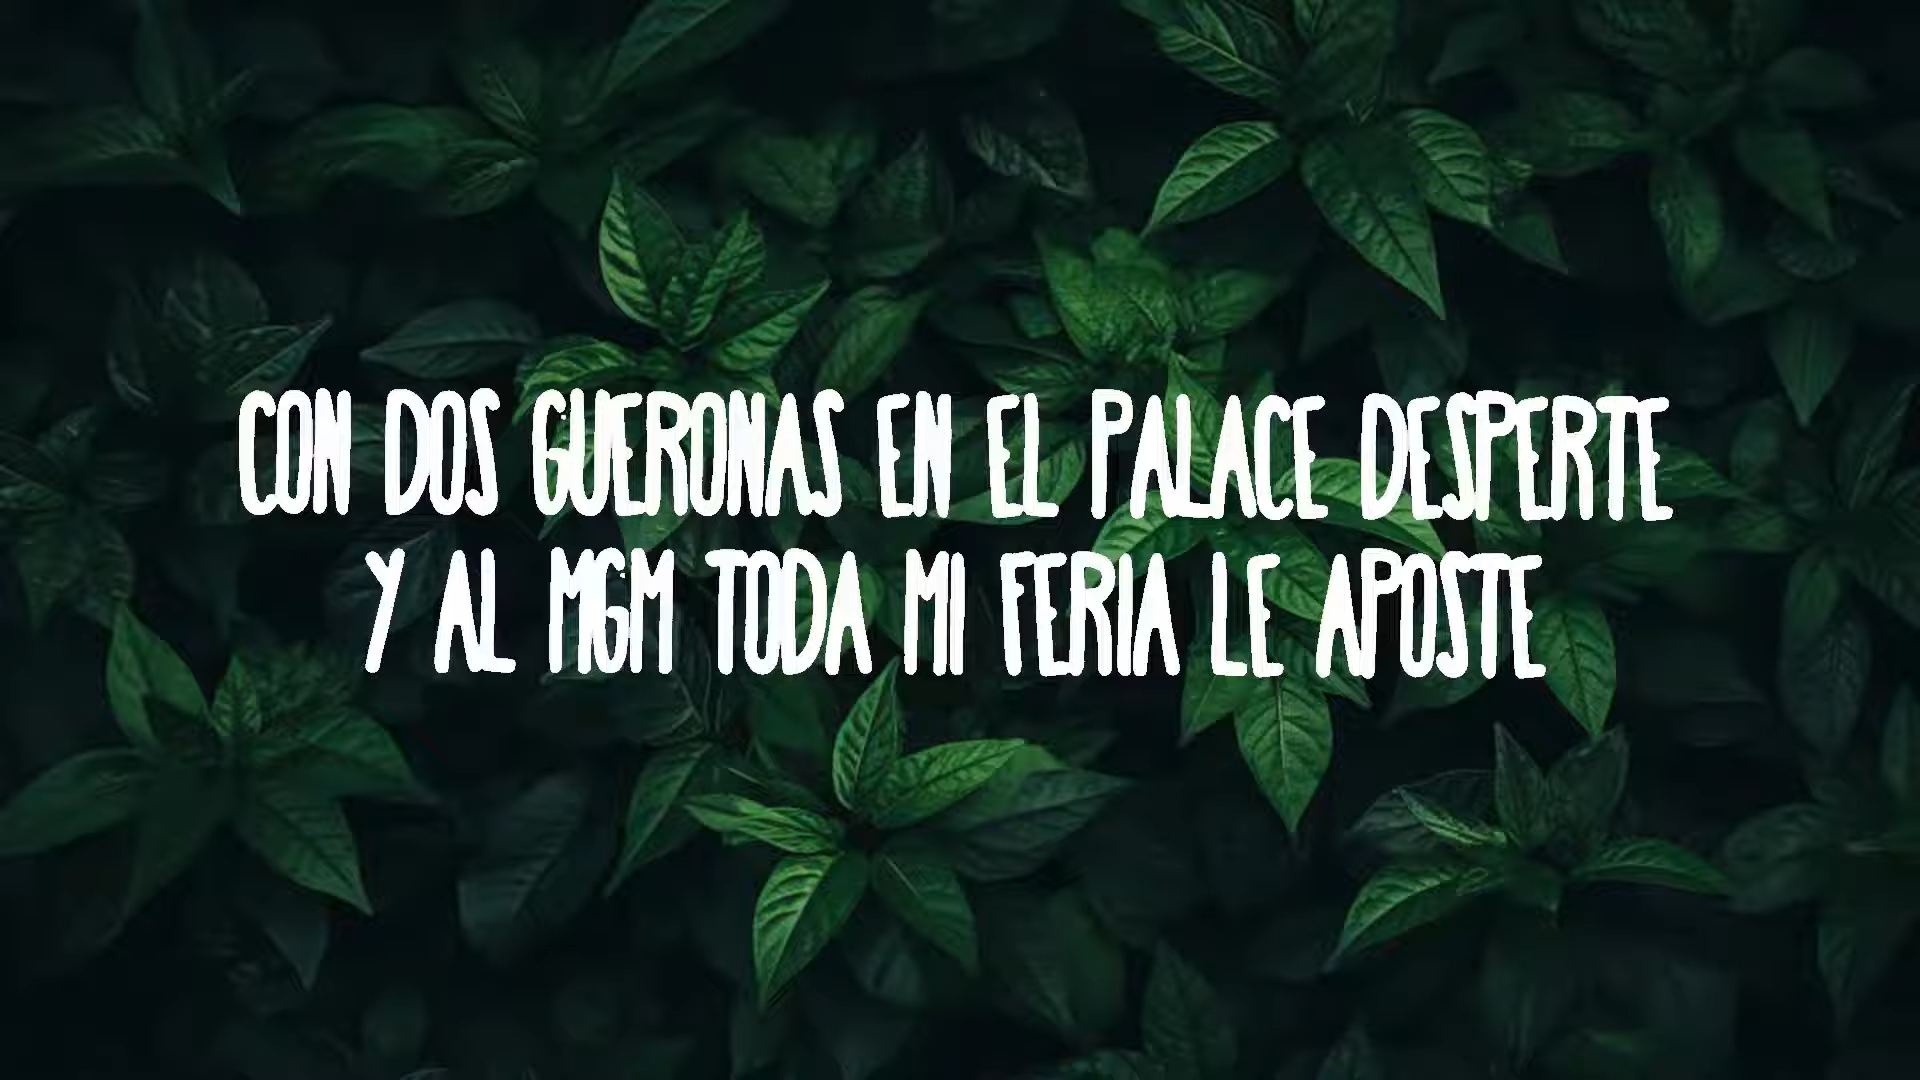 CON DOS GUERONAS EN EL PALACE DESPERTE
Y AL MGM TODA MI FERIA LE APOSTE